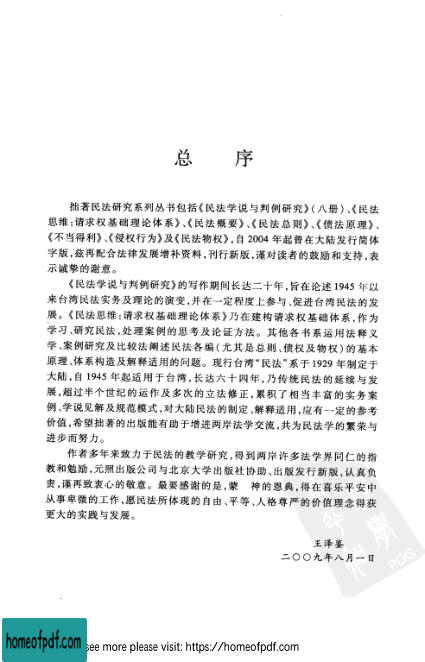 总 序
拙著民法研究系列丛书包括《民法学说与判例研究》(八册)、《民法
思维:请求权基础理论体系》、《民法概要》、《民法总则》、《债法原理》、
《不当得利》、《侵权行为》及《民法物权》,自2004年起曾在大陆发行简体
字版,兹再配合法律发展增补资料,刊行新版,谨对读者的鼓励和支持,表
示诚挚的谢意。
《民法学说与判例研究》的写作期间长达二十年,旨在论述1945年以
来台湾民法实务及理论的演变,并在一定程度上参与、促进台湾民法的发
展。《民法思维:请求权基础理论体系》乃在建构请求权基础体系,作为
学习、研究民法,处理案例的思考及论证方法。其他各书系运用法释义
学、案例研究及比较法阐述民法各编(尤其是总则、债权及物权)的基本
原理、体系构造及解释适用的问题。现行台湾“民法”系于1929年制定于
大陆,自1945年起适用于台湾,长达六十四年,乃传统民法的延续与发
展,超过半个世纪的运作及多次的立法修正,累积了相当丰富的实务案
例、学说见解及规范模式,对大陆民法的制定、解释适用,应有一定的参考
价值,希望拙著的出版能有助于增进两岸法学交流,共为民法学的繁荣与
进步而努力。
作者多年来致力于民法的教学研究,得到两岸许多法学界同仁的指
教和勉励,元照出版公司与北京大学出版社协助、出版发行新版,认真负
责,谨再致衷心的敬意。最要感谢的是,蒙 神的恩典,得在喜乐平安中
从事卑微的工作,愿民法所体现的自由、平等、人格尊严的价值理念得获
更大的实践与发展。
王泽鉴
二〇〇九年八月一日
PDG
homeofpdf.com
see more please visit: https://homeofpdf.com